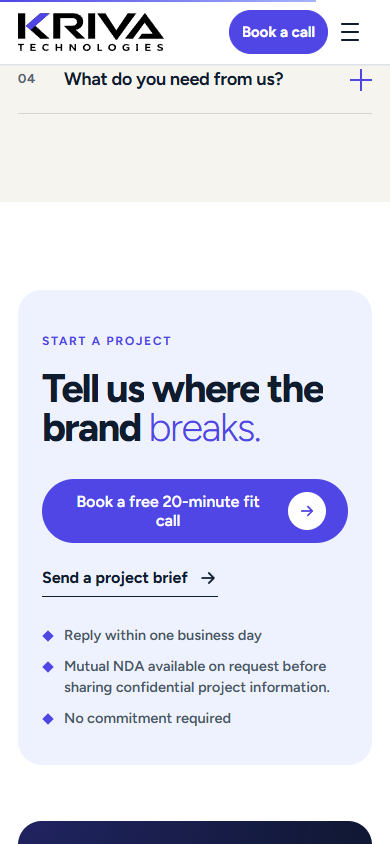 KRIVA
TECHNOLOGIES
Book a call
04
What do you need from us?
START A PROJECT
Tell us where the
brand breaks.
Book a free 20-minute fit
call
Send a project brief
Reply within one business day
Mutual NDA available on request before
sharing confidential project information.
No commitment required